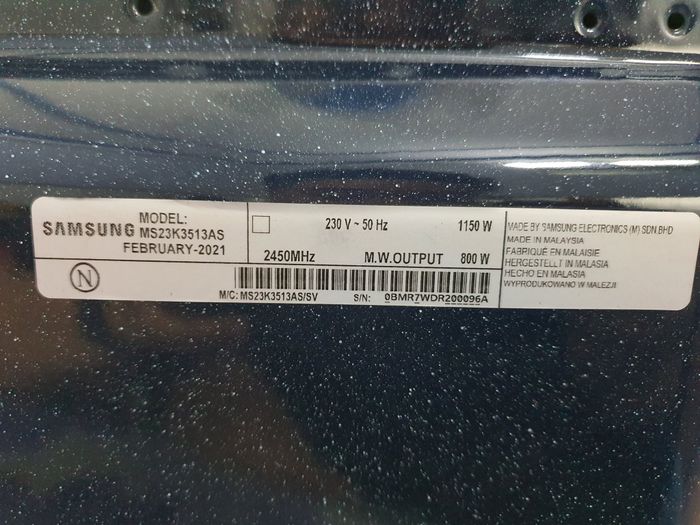 SAMSUNG
MODEL:
MS23K3513AS
FEBRUARY-2021
N
230 V ~ 50 Hz 1150 W
2450MHz M.W.OUTPUT 800 W
M/C: MS23K3513AS/SV S/N: 0BMR7WDR200096A
MADE BY SAMSUNG ELECTRONICS (M) SDN.BHD
MADE IN MALAYSIA
FABRIQUÉ EN MALAISIE
HERGESTELLT IN MALASIA
HECHO EN MALASIA
WYPRODUKOWANO W MALEZJI